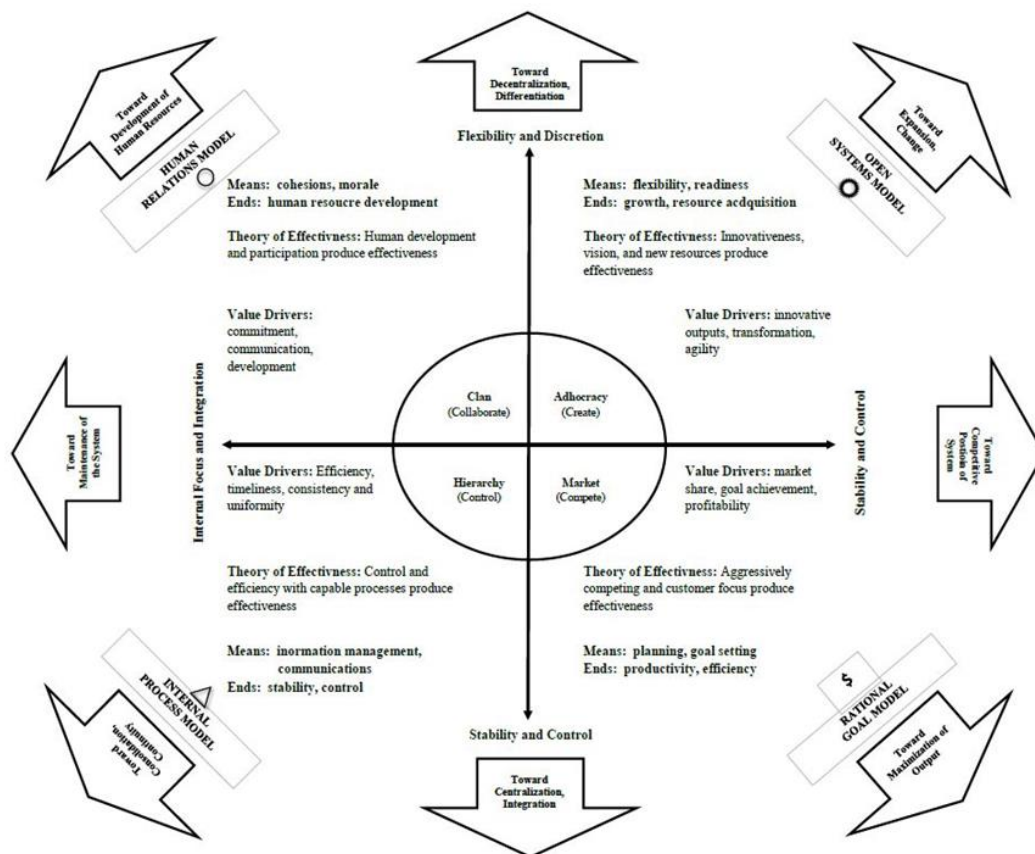 Toward
Decentralization,
Differentiation
Flexibility and Discretion
Toward
Development of
Human Resources
HUMAN
RELATIONS MODEL
Toward
Expansion,
Change
OPEN
SYSTEMS MODEL
Means: cohesions, morale
Ends: human resoucre development
Theory of Effectivness: Human development
and participation produce effectiveness
Value Drivers:
commitment,
communication,
development
Means: flexibility, readiness
Ends: growth, resource acdquisition
Theory of Effectivness: Innovativeness,
vision, and new resources produce
effectiveness
Value Drivers: innovative
outputs, transformation,
agility
Clan
(Collaborate)
Adhocracy
(Create)
Toward
Maintenance of
the System
Internal Focus and Integration
Stability and Control
Toward
Competitive
Postioin of
System
Hierarchy
(Control)
Market
(Compete)
Value Drivers: Efficiency,
timeliness, consistency and
uniformity
Theory of Effectivness: Control and
efficiency with capable processes produce
effectiveness
Means: inormation management,
communications
Ends: stability, control
Value Drivers: market
share, goal achievement,
profitability
Theory of Effectivness: Aggressively
competing and customer focus produce
effectiveness
Means: planning, goal setting
Ends: productivity, efficiency
INTERNAL
PROCESS MODEL
Toward
Consolidation,
Continuity
$
RATIONAL
GOAL MODEL
Toward
Maximization of
Output
Stability and Control
Toward
Centralization,
Integration